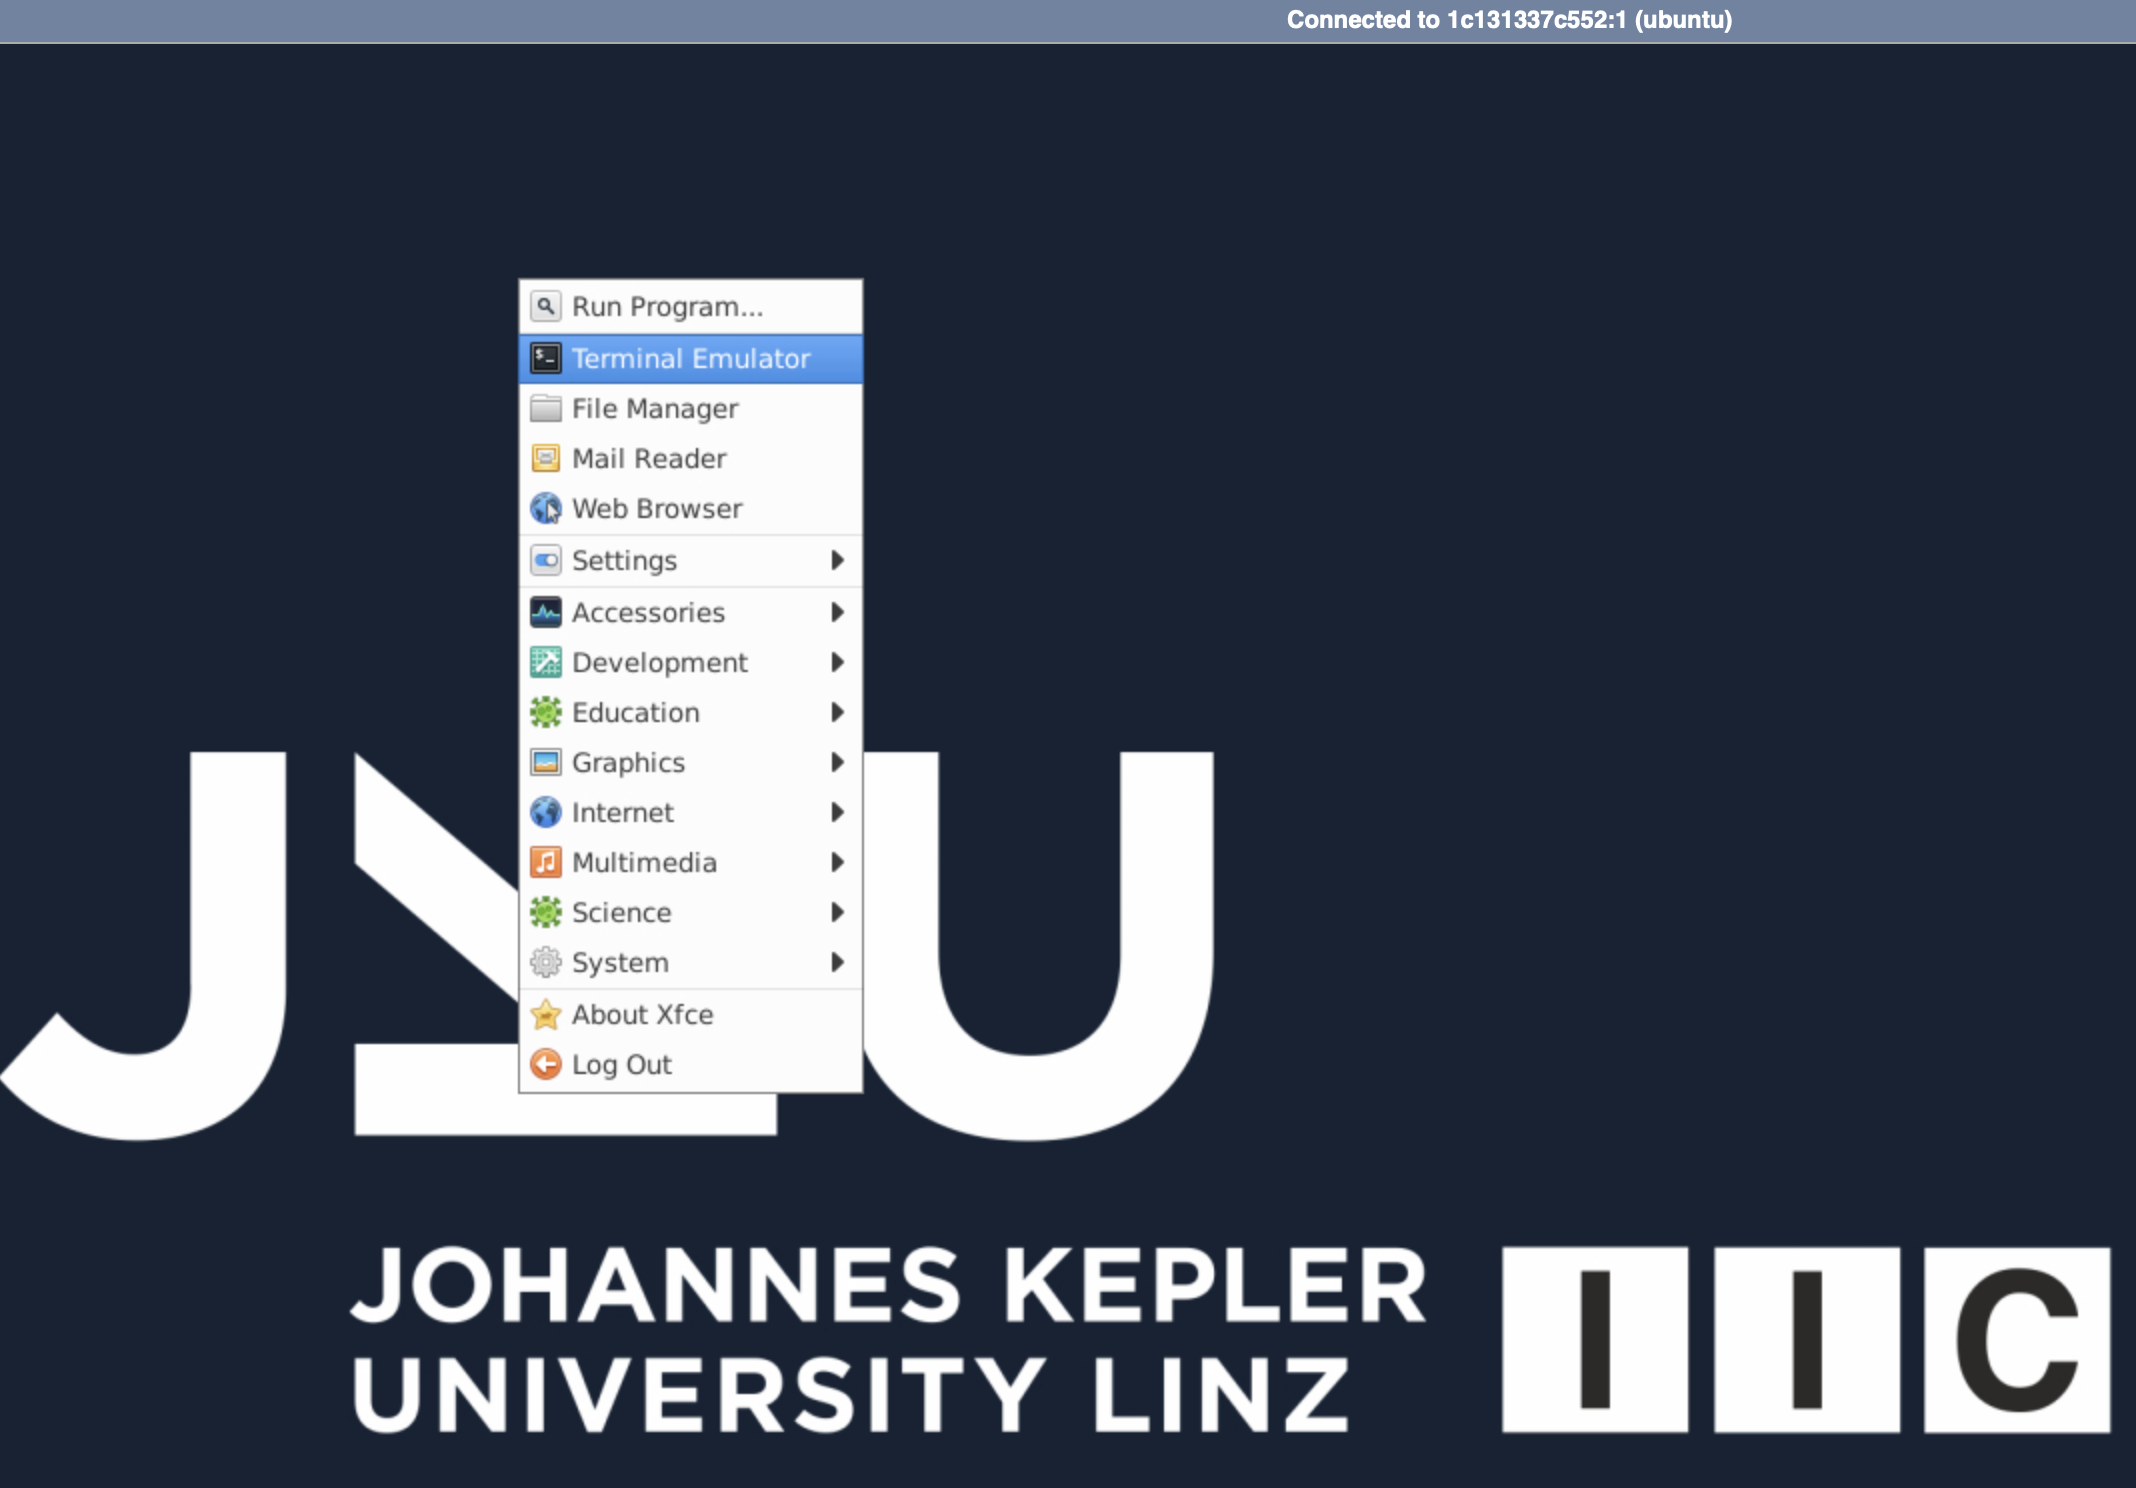 Connected to 1c131337c552:1 (ubuntu)
Run Program...
$_
Terminal Emulator
File Manager
Mail Reader
Web Browser
Settings
Accessories
Development
Education
Graphics
Internet
Multimedia
Science
System
About Xfce
Log Out
JKU
JOHANNES KEPLER
UNIVERSITY LINZ
I I C